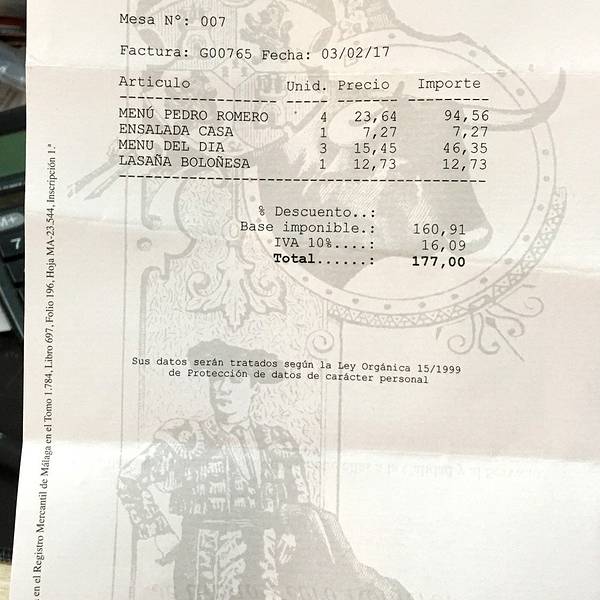 Mesa Nº: 007
Factura: G00765 Fecha: 03/02/17
Articulo Unid. Precio Importe
MENÚ PEDRO ROMERO 4 23,64 94,56
ENSALADA CASA 1 7,27 7,27
MENU DEL DIA 3 15,45 46,35
LASAÑA BOLOÑESA 1 12,73 12,73
% Descuento..:
Base imponible.: 160,91
IVA 10%....: 16,09
Total......: 177,00
Sus datos serán tratados según la Ley Orgánica 15/1999
de Protección de datos de carácter personal
en el Registro Mercantil de Málaga en el Tomo 1.784, Libro 697, Folio 196, Hoja MA-23.544, Inscripción 1.ª
M+
7